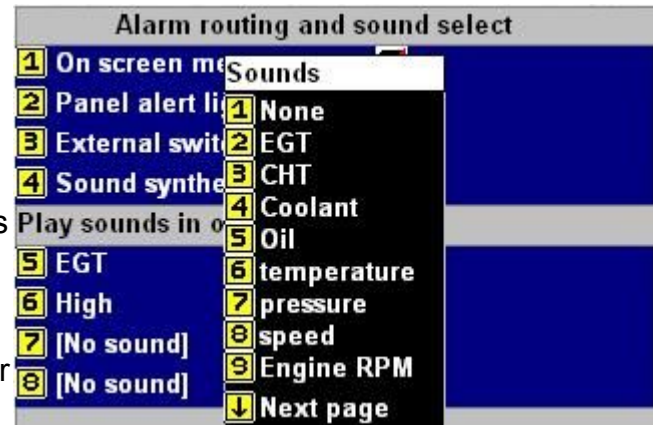 Alarm routing and sound select
1 On screen me
2 Panel alert lig
3 External swit
4 Sound synthe
s
Play sounds in o
5 EGT
6 High
7 [No sound]
r
8 [No sound]
Sounds
1 None
2 EGT
3 CHT
4 Coolant
5 Oil
6 temperature
7 pressure
8 speed
9 Engine RPM
↓ Next page